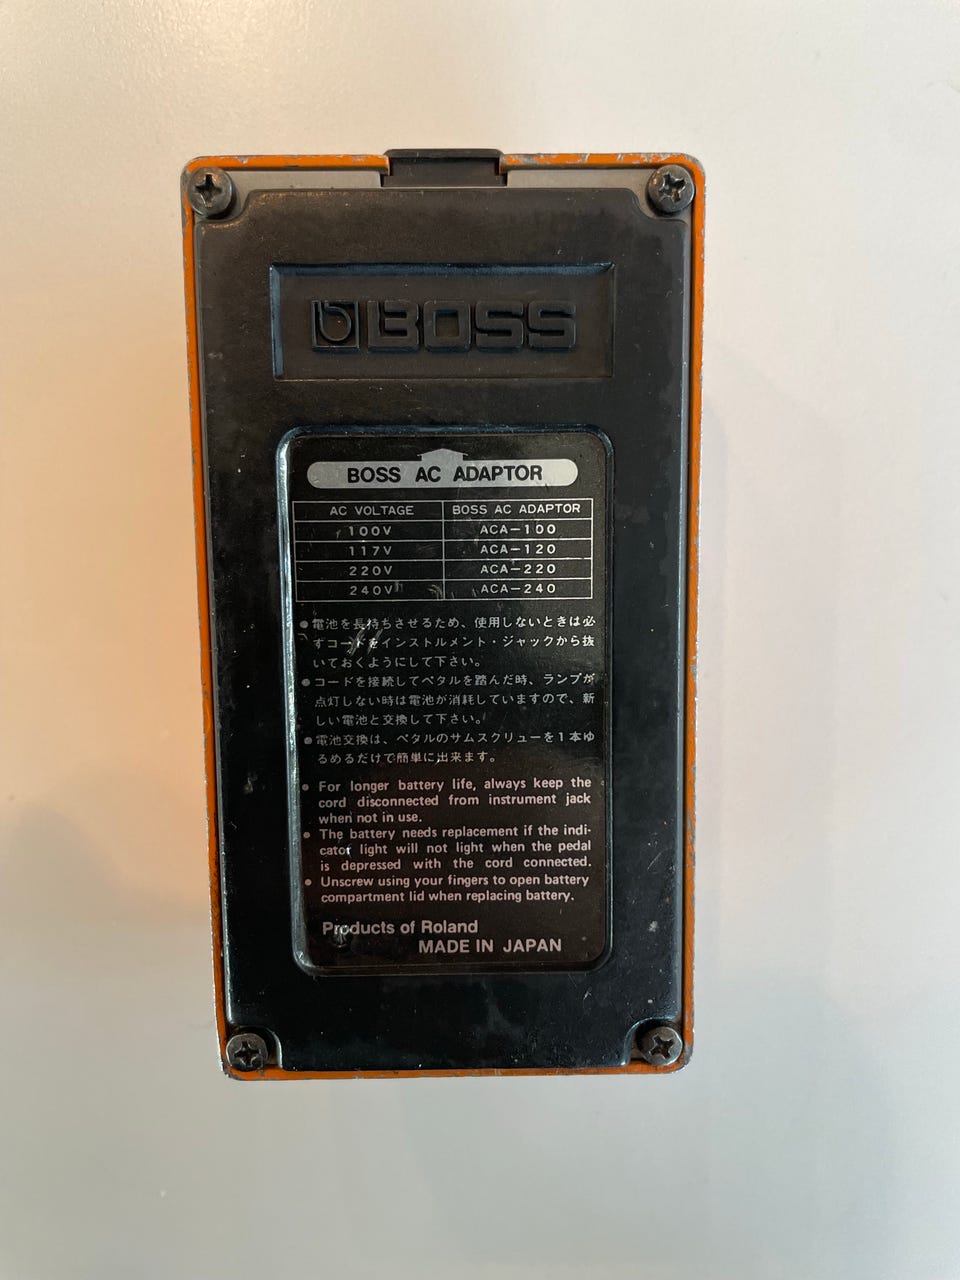 BOSS
BOSS AC ADAPTOR
AC VOLTAGE BOSS AC ADAPTOR
100V ACA-100
117V ACA-120
220V ACA-220
240V ACA-240
●電池を長持ちさせるため、使用しないときは必
ずコードをインストルメント・ジャックから抜
いておくようにして下さい。
●コードを接続してペタルを踏んだ時、ランプが
点灯しない時は電池が消耗していますので、新
しい電池と交換して下さい。
●電池交換は、ペタルのサムスクリューを1本ゆ
るめるだけで簡単に出来ます。
● For longer battery life, always keep the
cord disconnected from instrument jack
when not in use.
● The battery needs replacement if the indi-
cator light will not light when the pedal
is depressed with the cord connected.
● Unscrew using your fingers to open battery
compartment lid when replacing battery.
Products of Roland
MADE IN JAPAN